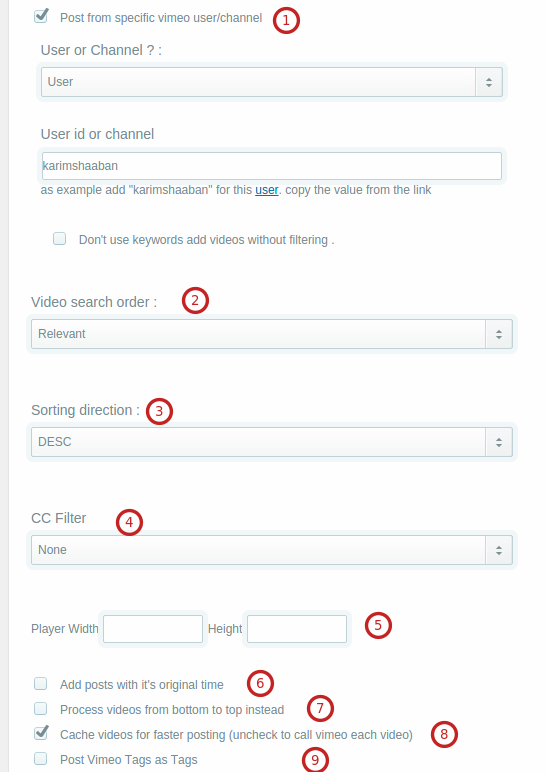 Post from specific vimeo user/channel 1
User or Channel ? :
User
User id or channel
karimshaaban
as example add "karimshaaban" for this user. copy the value from the link
Don't use keywords add videos without filtering .
Video search order : 2
Relevant
Sorting direction : 3
DESC
CC Filter 4
None
Player Width Height 5
Add posts with it's original time 6
Process videos from bottom to top instead 7
Cache videos for faster posting (uncheck to call vimeo each video) 8
Post Vimeo Tags as Tags 9